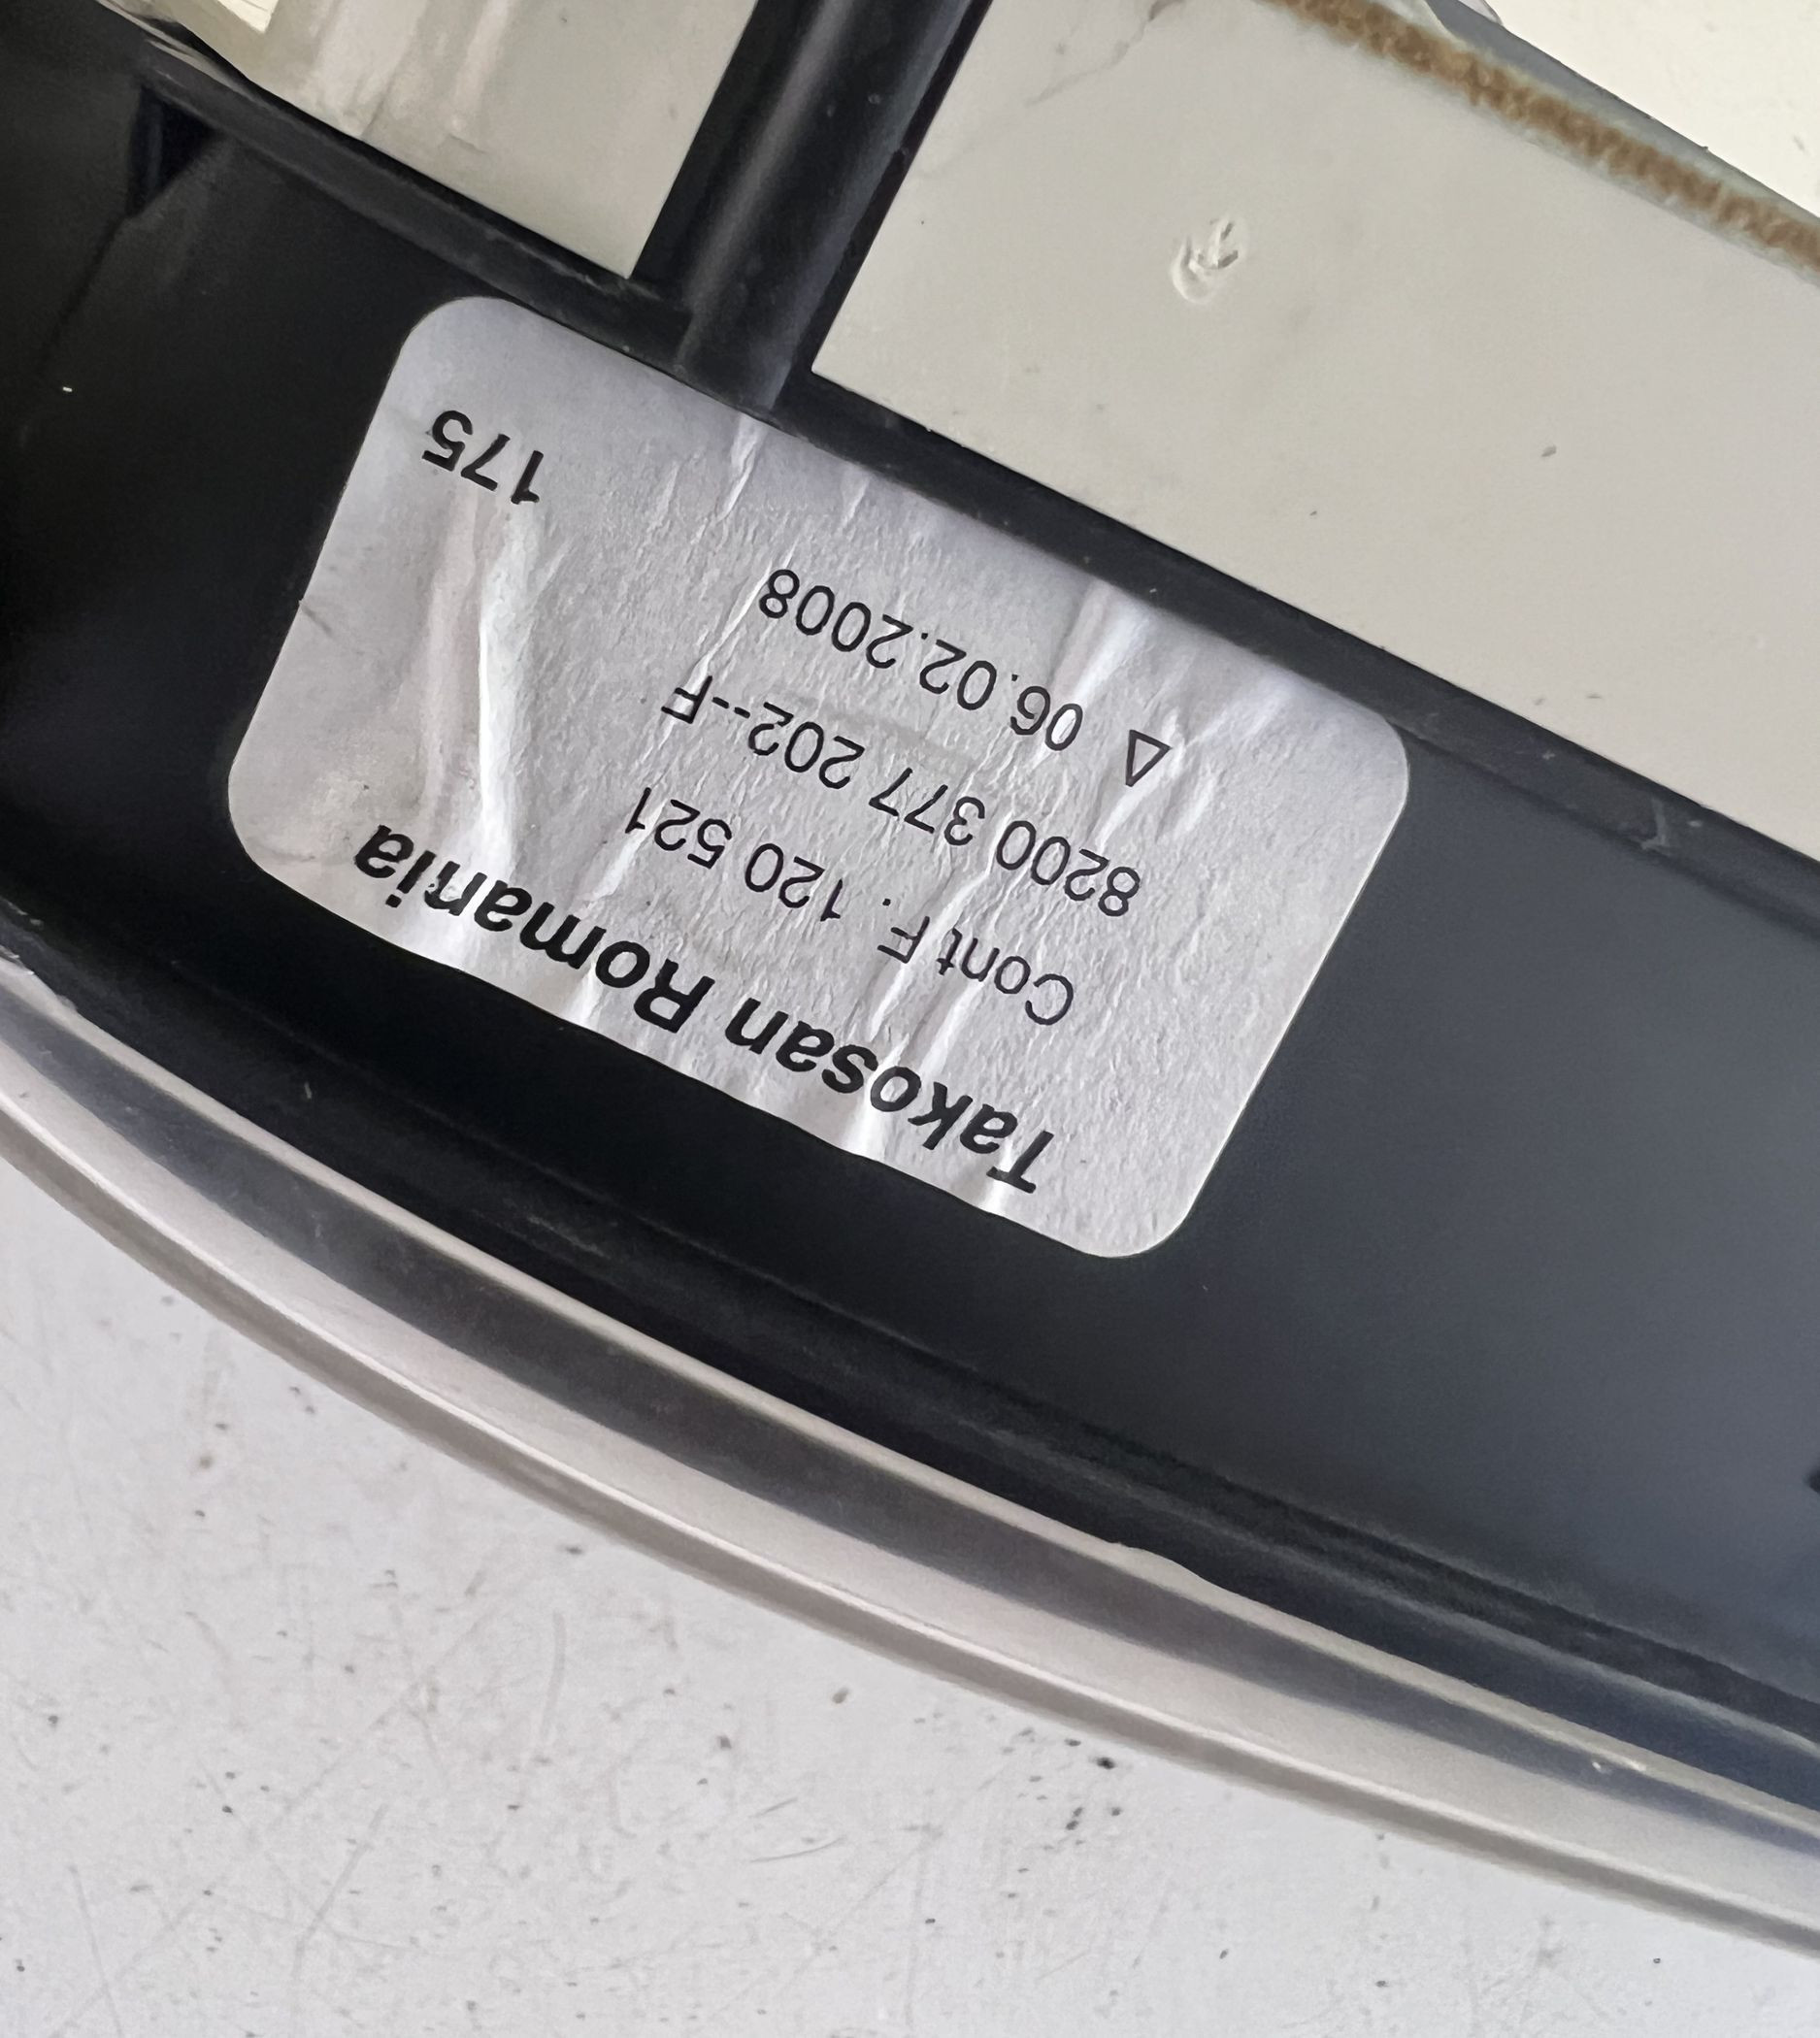 Takosan Romania
Cont F. 120 521
8200 377 202--F
△ 06.02.2008
175